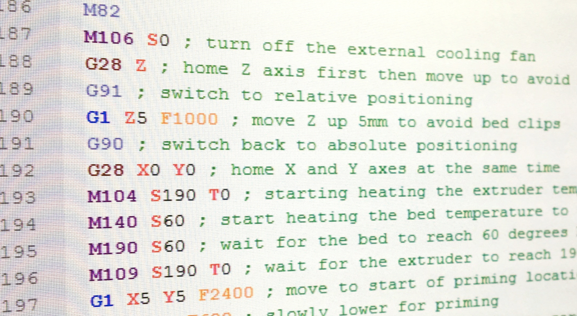 186 M82
187 M106 S0 ; turn off the external cooling fan
188 G28 Z ; home Z axis first then move up to avoid
189 G91 ; switch to relative positioning
190 G1 Z5 F1000 ; move Z up 5mm to avoid bed clips
191 G90 ; switch back to absolute positioning
192 G28 X0 Y0 ; home X and Y axes at the same time
193 M104 S190 T0 ; starting heating the extruder tem
194 M140 S60 ; start heating the bed temperature to
195 M190 S60 ; wait for the bed to reach 60 degrees
196 M109 S190 T0 ; wait for the extruder to reach 19
197 G1 X5 Y5 F2400 ; move to start of priming locati
; slowly lower for priming